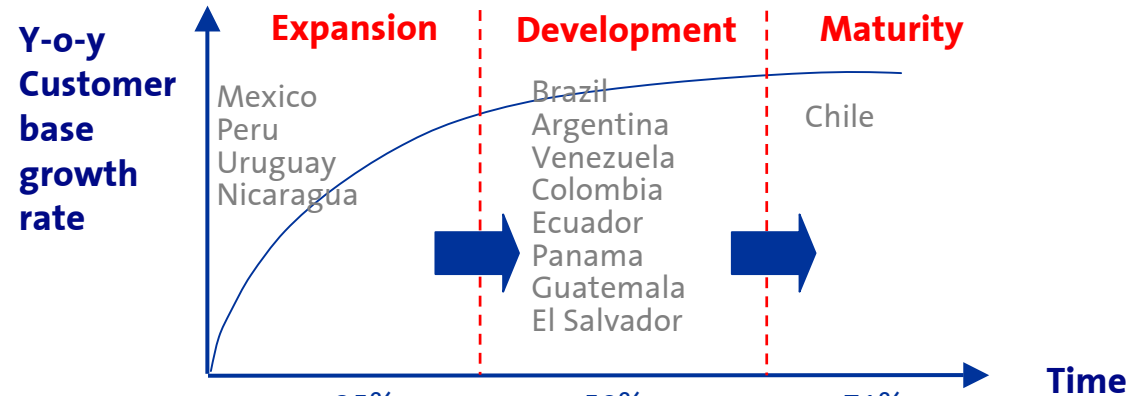 Y-o-y
Customer
base
growth
rate
Expansion
Development
Maturity
Mexico
Peru
Uruguay
Nicaragua
Brazil
Argentina
Venezuela
Colombia
Ecuador
Panama
Guatemala
El Salvador
Chile
Time